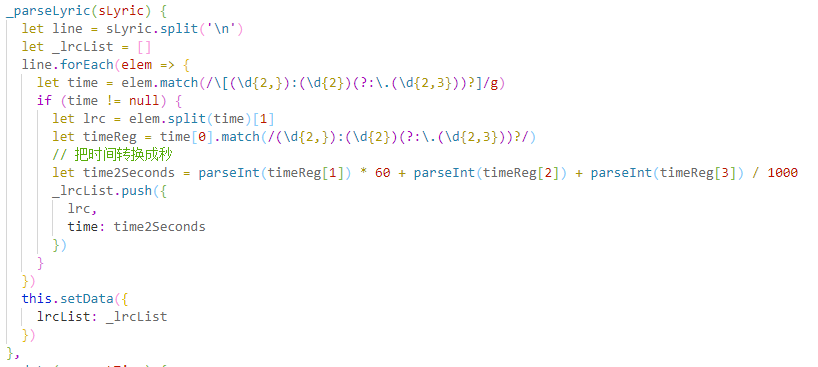 _parseLyric(sLyric) {
let line = sLyric.split('\n')
let _lrcList = []
line.forEach(elem => {
let time = elem.match(/\[(\d{2,}):(\d{2})(?:\.(\d{2,3}))?]/g)
if (time != null) {
let lrc = elem.split(time)[1]
let timeReg = time[0].match(/(\d{2,}):(\d{2})(?:\.(\d{2,3}))?/)
// 把时间转换成秒
let time2Seconds = parseInt(timeReg[1]) * 60 + parseInt(timeReg[2]) + parseInt(timeReg[3]) / 1000
_lrcList.push({
lrc,
time: time2Seconds
})
}
})
this.setData({
lrcList: _lrcList
})
},